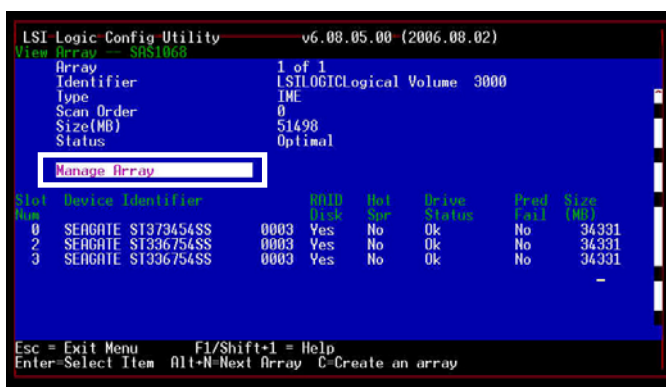 LSI Logic Config Utility v6.08.05.00 (2006.08.02)
View Array -- SAS1068
Array 1 of 1
Identifier LSILOGICLogical Volume 3000
Type IME
Scan Order 0
Size(MB) 51498
Status Optimal
Manage Array
Slot Device Identifier RAID Hot Drive Pred Size
Num Disk Spr Status Fail (MB)
0 SEAGATE ST373454SS 0003 Yes No Ok No 34331
2 SEAGATE ST336754SS 0003 Yes No Ok No 34331
3 SEAGATE ST336754SS 0003 Yes No Ok No 34331
Esc = Exit Menu F1/Shift+1 = Help
Enter=Select Item Alt+N=Next Array C=Create an array